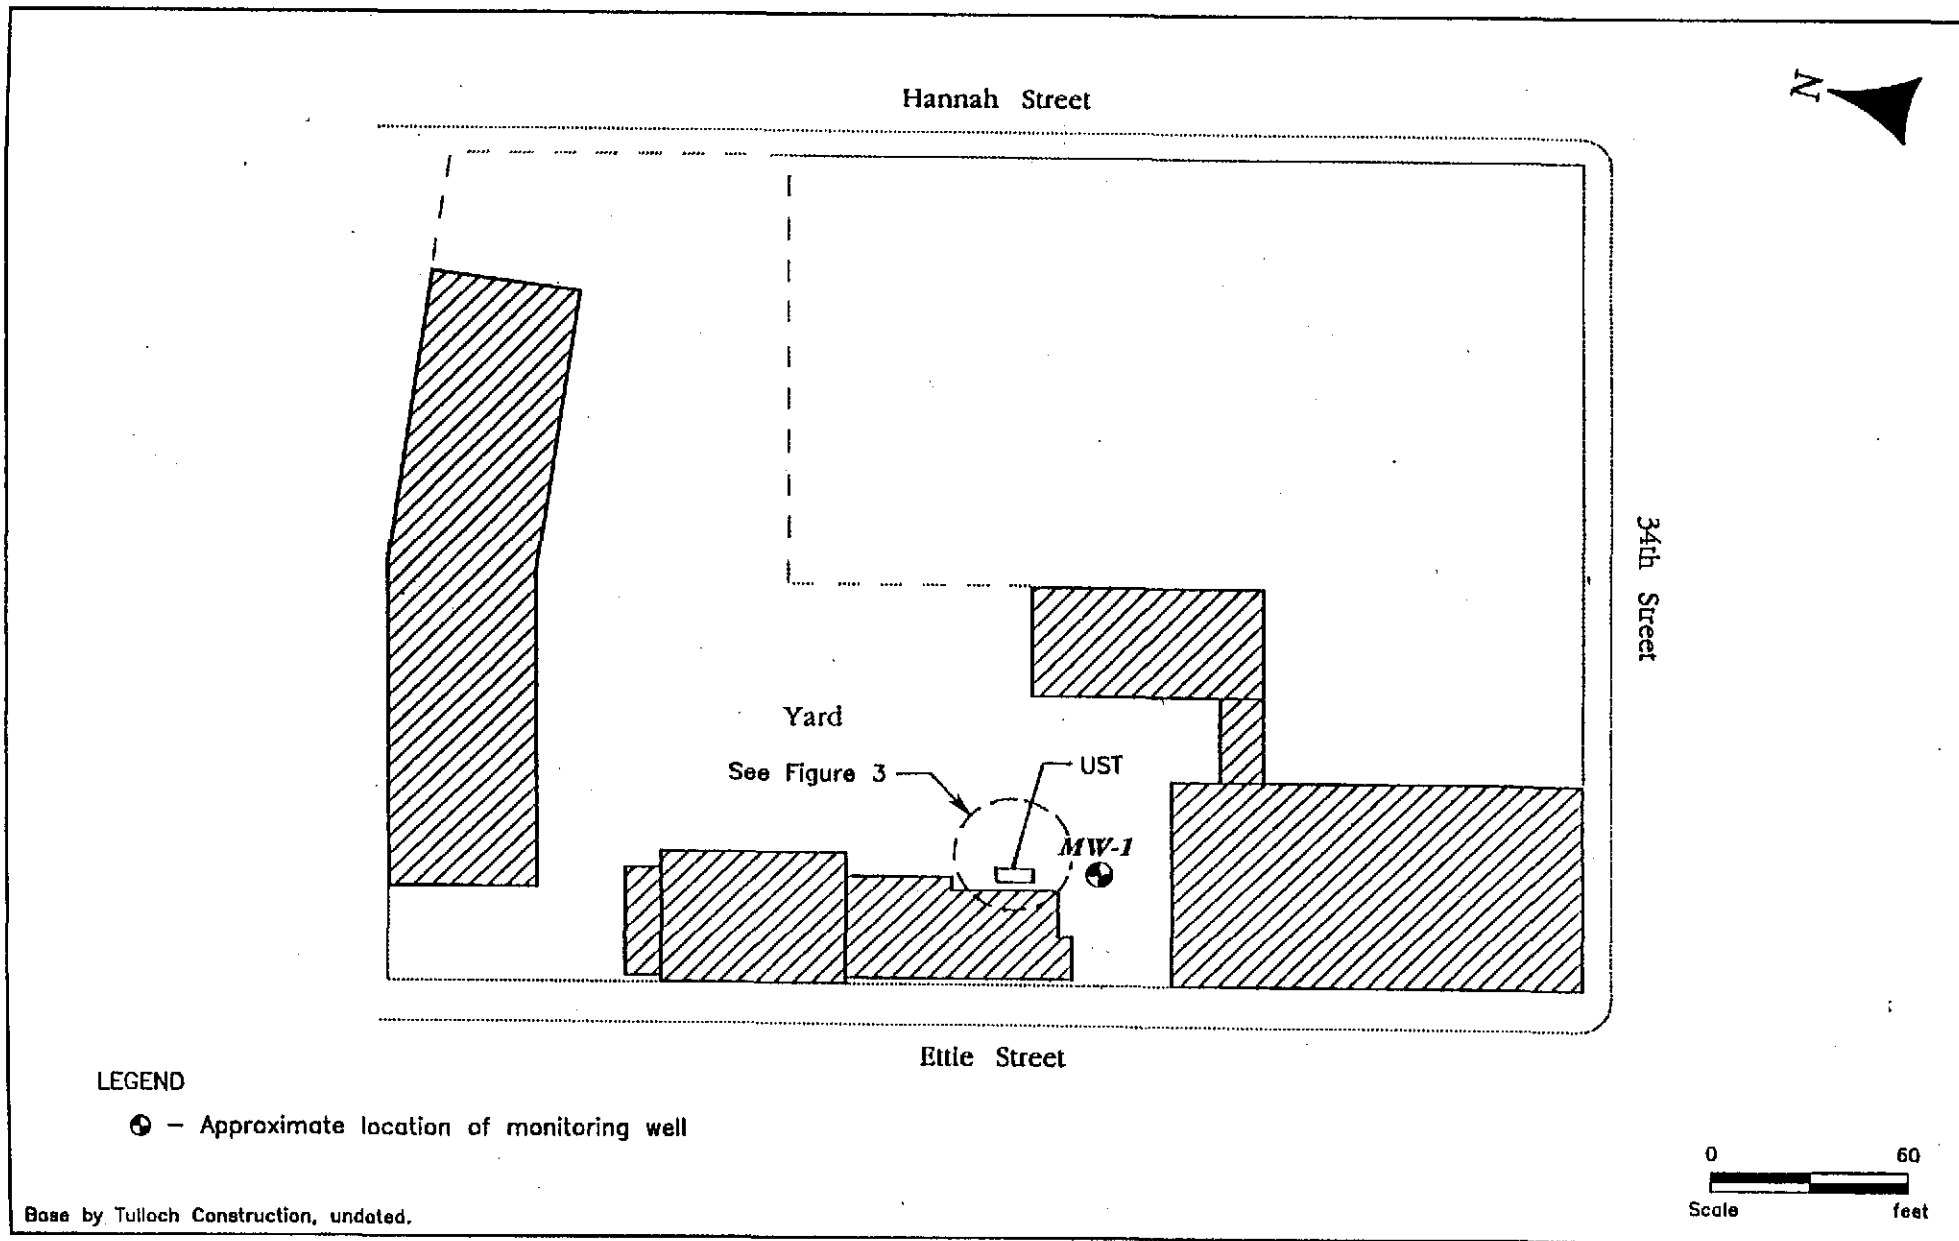 Hannah Street
N
34th Street
Yard
See Figure 3
UST
MW-1
Ettie Street
LEGEND
– Approximate location of monitoring well
0 60
Scale feet
Base by Tulloch Construction, undated.